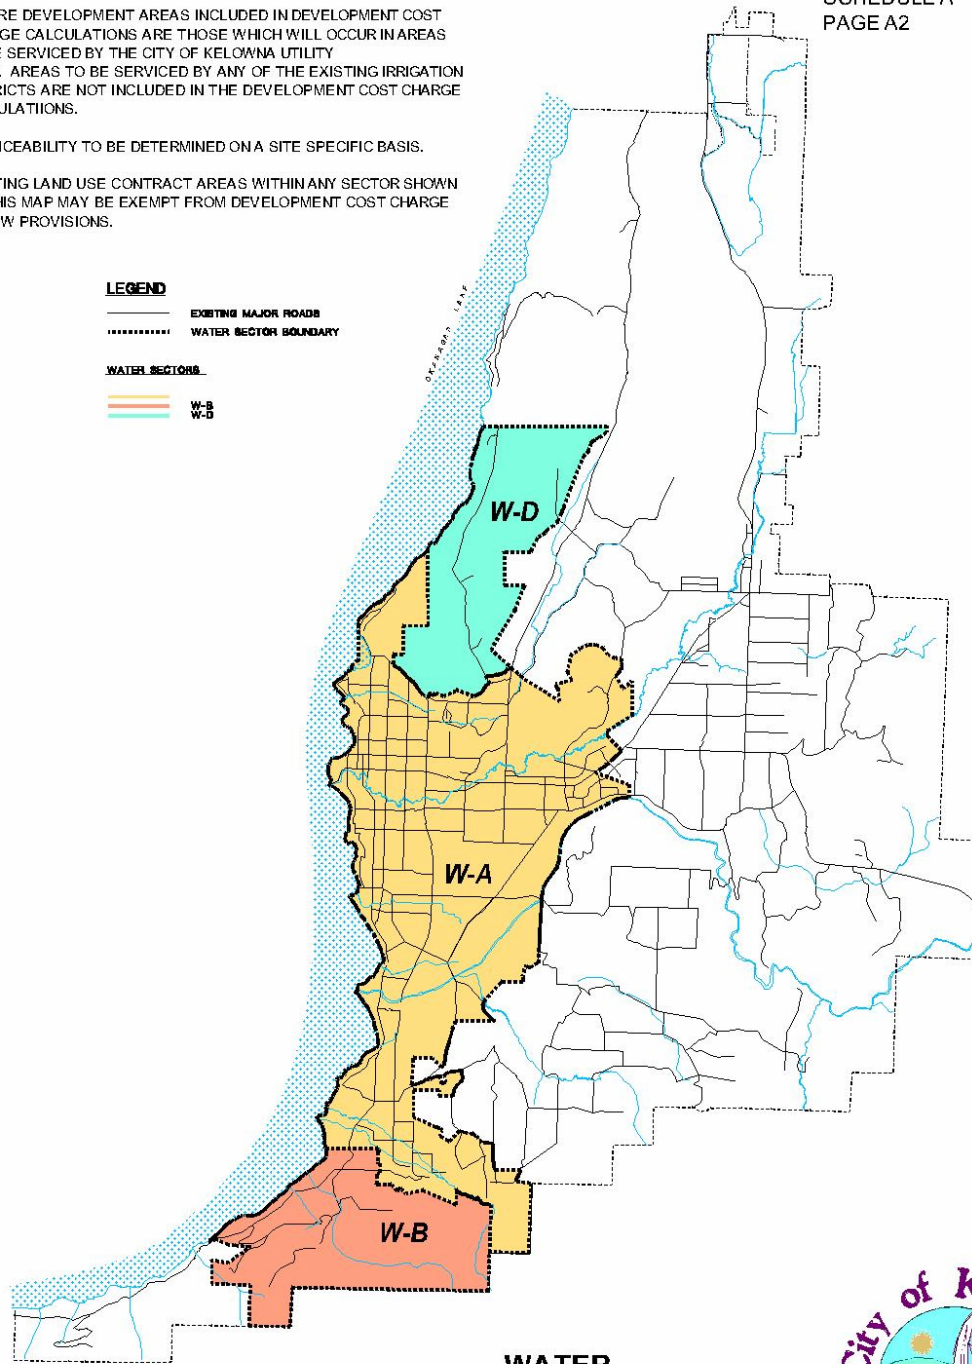 SCHEDULE A
PAGE A2
RE DEVELOPMENT AREAS INCLUDED IN DEVELOPMENT COST
GE CALCULATIONS ARE THOSE WHICH WILL OCCUR IN AREAS
E SERVICED BY THE CITY OF KELOWNA UTILITY
. AREAS TO BE SERVICED BY ANY OF THE EXISTING IRRIGATION
RICTS ARE NOT INCLUDED IN THE DEVELOPMENT COST CHARGE
ULATIIONS.
ICEABILITY TO BE DETERMINED ON A SITE SPECIFIC BASIS.
TING LAND USE CONTRACT AREAS WITHIN ANY SECTOR SHOWN
HIS MAP MAY BE EXEMPT FROM DEVELOPMENT COST CHARGE
W PROVISIONS.
LEGEND
EXISTING MAJOR ROADS
WATER SECTOR BOUNDARY
WATER SECTORS
W-B
W-D
OKANAGAN LAKE
W-D
W-A
W-B
WATER
City of K